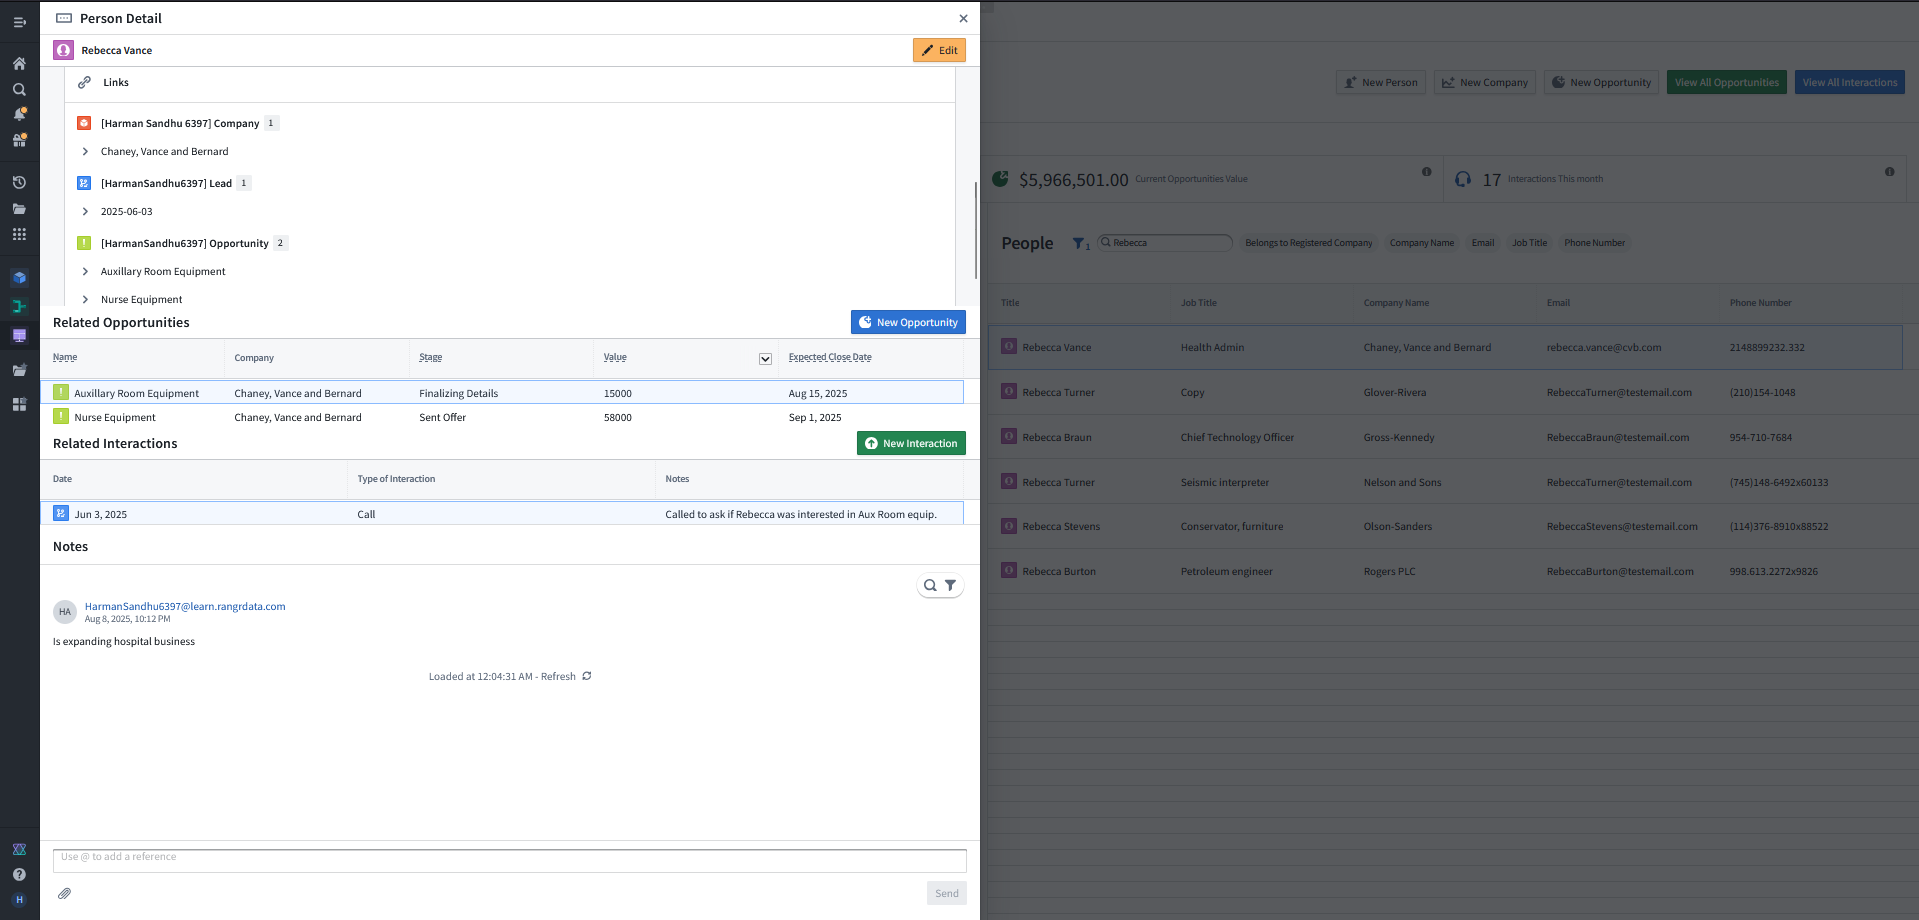 Person Detail
Rebecca Vance
Edit
Links
[Harman Sandhu 6397] Company 1
Chaney, Vance and Bernard
[HarmanSandhu6397] Lead 1
2025-06-03
[HarmanSandhu6397] Opportunity 2
Auxillary Room Equipment
Nurse Equipment
Related Opportunities
New Opportunity
Name Company Stage Value Expected Close Date
Auxillary Room Equipment Chaney, Vance and Bernard Finalizing Details 15000 Aug 15, 2025
Nurse Equipment Chaney, Vance and Bernard Sent Offer 58000 Sep 1, 2025
Related Interactions
New Interaction
Date Type of Interaction Notes
Jun 3, 2025 Call Called to ask if Rebecca was interested in Aux Room equip.
Notes
HA
HarmanSandhu6397@learn.rangrdata.com
Aug 8, 2025, 10:12 PM
Is expanding hospital business
Loaded at 12:04:31 AM - Refresh
Use @ to add a reference
Send
H
New Person New Company New Opportunity View All Opportunities View All Interactions
$5,966,501.00 Current Opportunities Value
17 Interactions This month
People 1 Rebecca Belongs to Registered Company Company Name Email Job Title Phone Number
Title Job Title Company Name Email Phone Number
Rebecca Vance Health Admin Chaney, Vance and Bernard rebecca.vance@cvb.com 2148899232.332
Rebecca Turner Copy Glover-Rivera RebeccaTurner@testemail.com (210)154-1048
Rebecca Braun Chief Technology Officer Gross-Kennedy RebeccaBraun@testemail.com 954-710-7684
Rebecca Turner Seismic interpreter Nelson and Sons RebeccaTurner@testemail.com (745)148-6492x60133
Rebecca Stevens Conservator, furniture Olson-Sanders RebeccaStevens@testemail.com (114)376-8910x88522
Rebecca Burton Petroleum engineer Rogers PLC RebeccaBurton@testemail.com 998.613.2272x9826